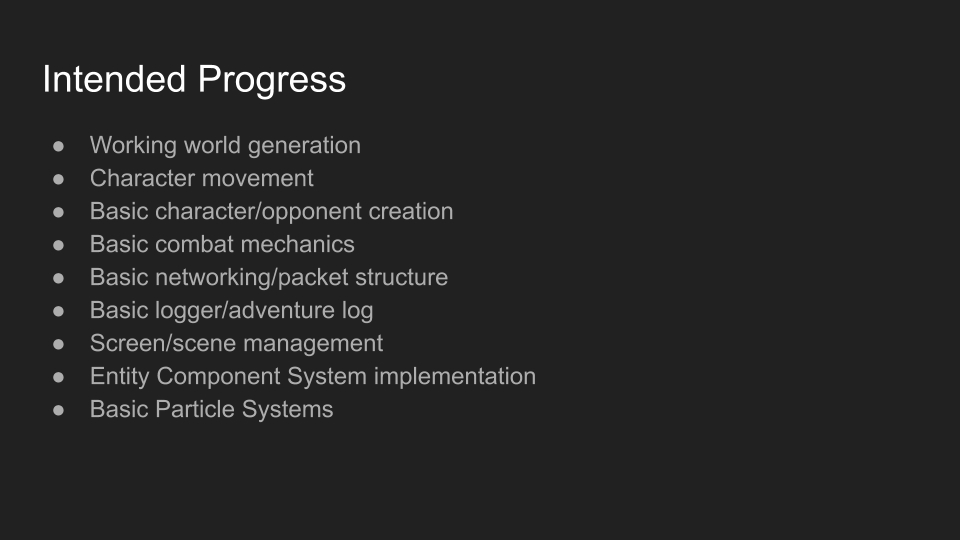 Intended Progress
● Working world generation
● Character movement
● Basic character/opponent creation
● Basic combat mechanics
● Basic networking/packet structure
● Basic logger/adventure log
● Screen/scene management
● Entity Component System implementation
● Basic Particle Systems